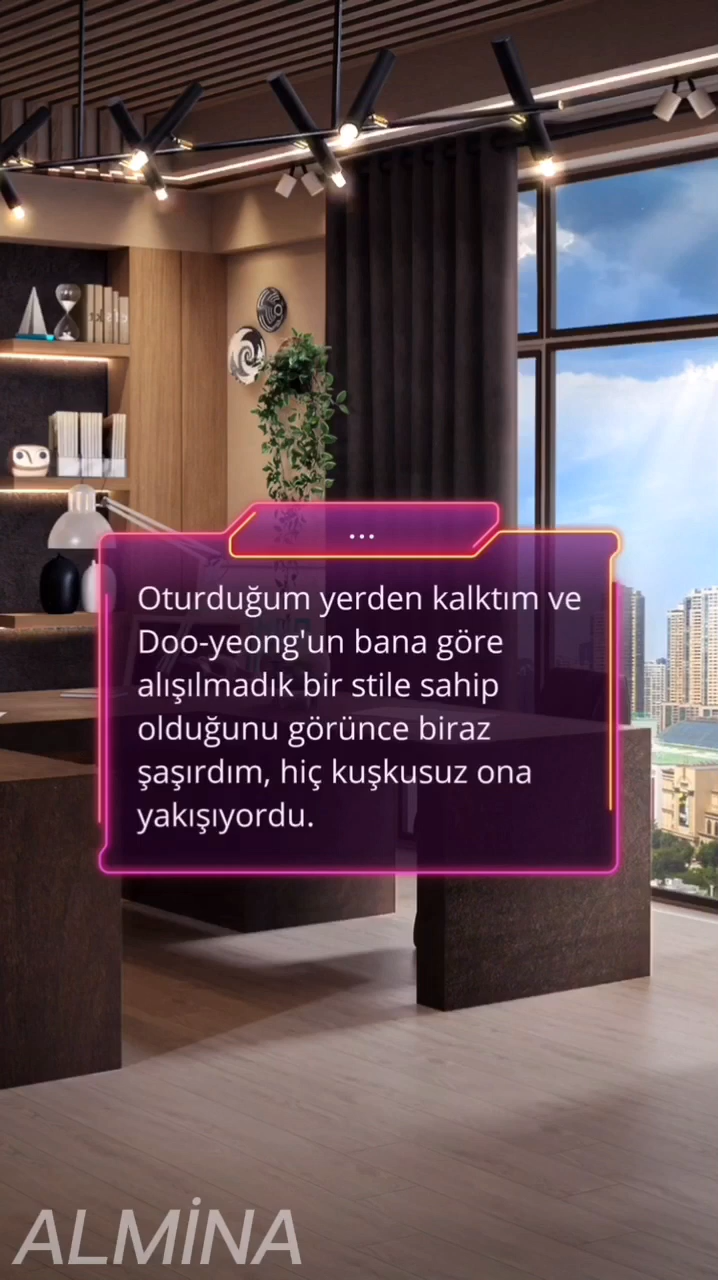 ...
Oturduğum yerden kalktım ve
Doo-yeong'un bana göre
alışılmadık bir stile sahip
olduğunu görünce biraz
şaşırdım, hiç kuşkusuz ona
yakışıyordu.
ALMİNA